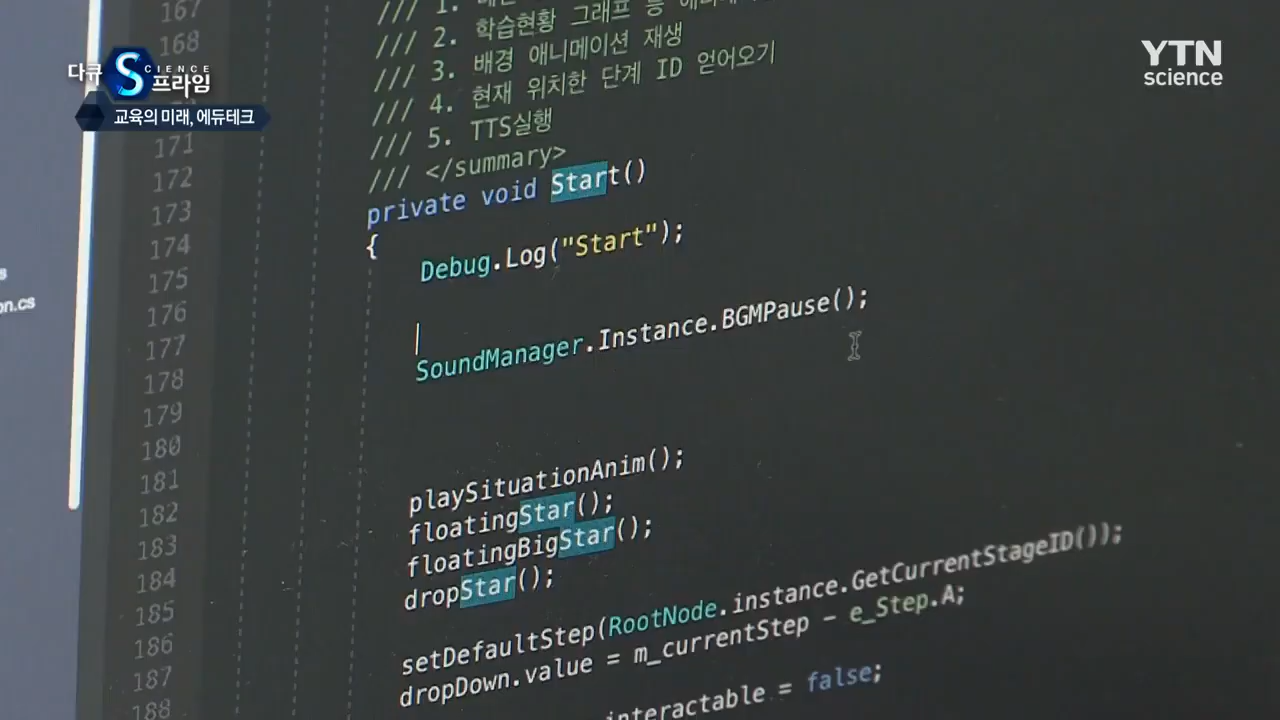 다큐 S SCIENCE 프라임
교육의 미래, 에듀테크
YTN
science
n.cs
167
168
171
172
173
174
175
176
177
178
179
180
181
182
183
184
185
186
187
188
/// 1.
/// 2. 학습현황 그래프 등
/// 3. 배경 애니메이션 재생
/// 4. 현재 위치한 단계 ID 얻어오기
/// 5. TTS실행
/// </summary>
private void Start()
{
Debug.Log("Start");
SoundManager.Instance.BGMPause();
playSituationAnim();
floatingStar();
floatingBigStar();
dropStar();
setDefaultStep(RootNode.instance.GetCurrentStageID());
dropDown.value = m_currentStep - e_Step.A;
interactable = false;